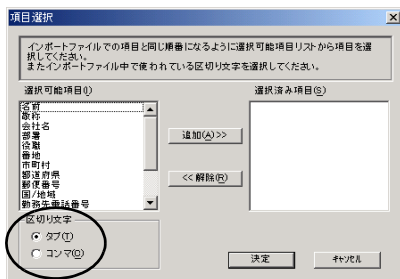 項目選択
インポートファイルでの項目と同じ順番になるように選択可能項目リストから項目を選
択してください。
またインポートファイル中で使われている区切り文字を選択してください。
選択可能項目(I)
選択済み項目(S)
名前
敬称
会社名
部署
役職
番地
市町村
都道府県
郵便番号
国/地域
勤務先電話番号
追加(A)>>
<<解除(R)
区切り文字
タブ(T)
コンマ(C)
決定
キャンセル